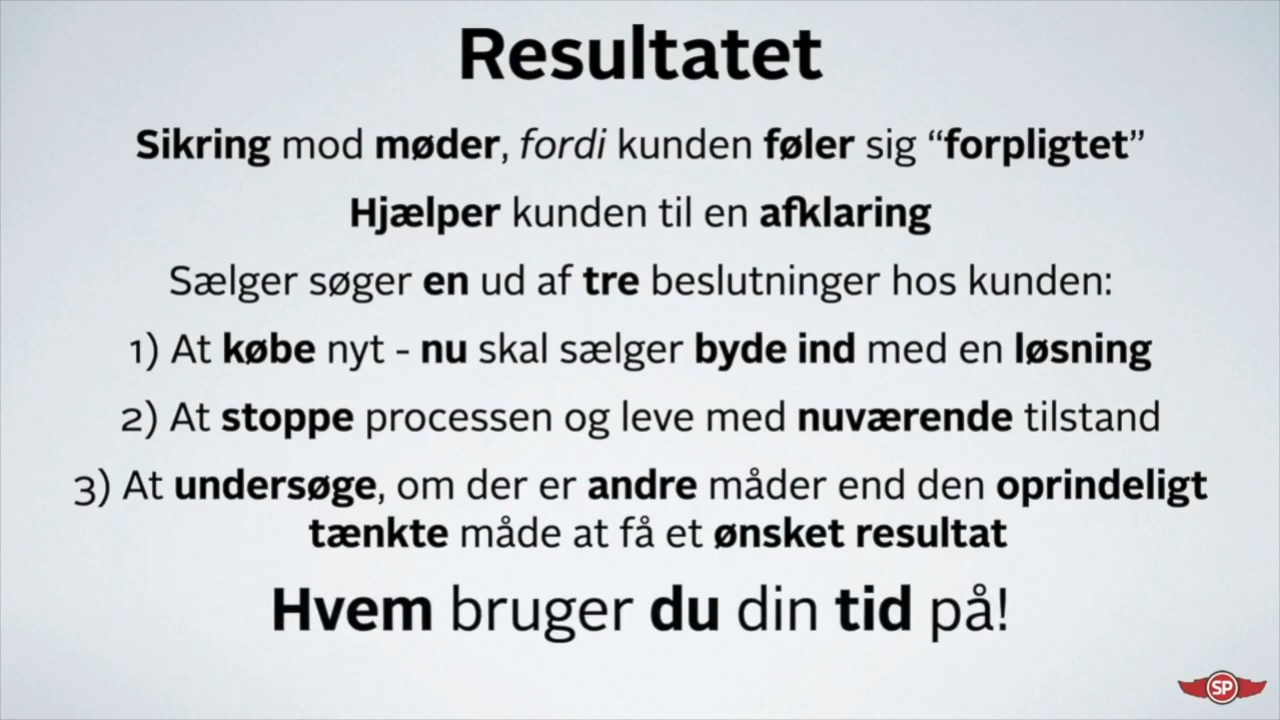 Resultatet
Sikring mod møder, fordi kunden føler sig “forpligtet”
Hjælper kunden til en afklaring
Sælger søger en ud af tre beslutninger hos kunden:
1) At købe nyt - nu skal sælger byde ind med en løsning
2) At stoppe processen og leve med nuværende tilstand
3) At undersøge, om der er andre måder end den oprindeligt
tænkte måde at få et ønsket resultat
Hvem bruger du din tid på!
SP